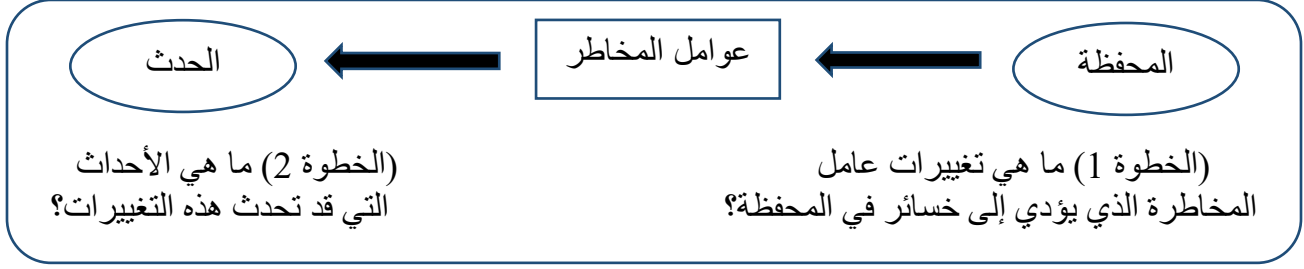 المحفظة
عوامل المخاطر
الحدث
(الخطوة 1) ما هي تغييرات عامل
المخاطرة الذي يؤدي إلى خسائر في المحفظة؟
(الخطوة 2) ما هي الأحداث
التي قد تحدث هذه التغييرات؟